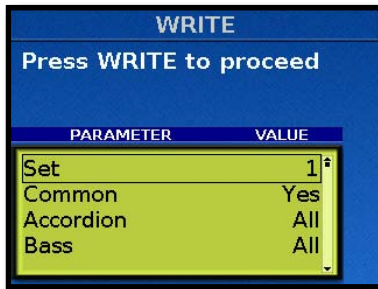 WRITE
Press WRITE to proceed
PARAMETER VALUE
Set 1
Common Yes
Accordion All
Bass All